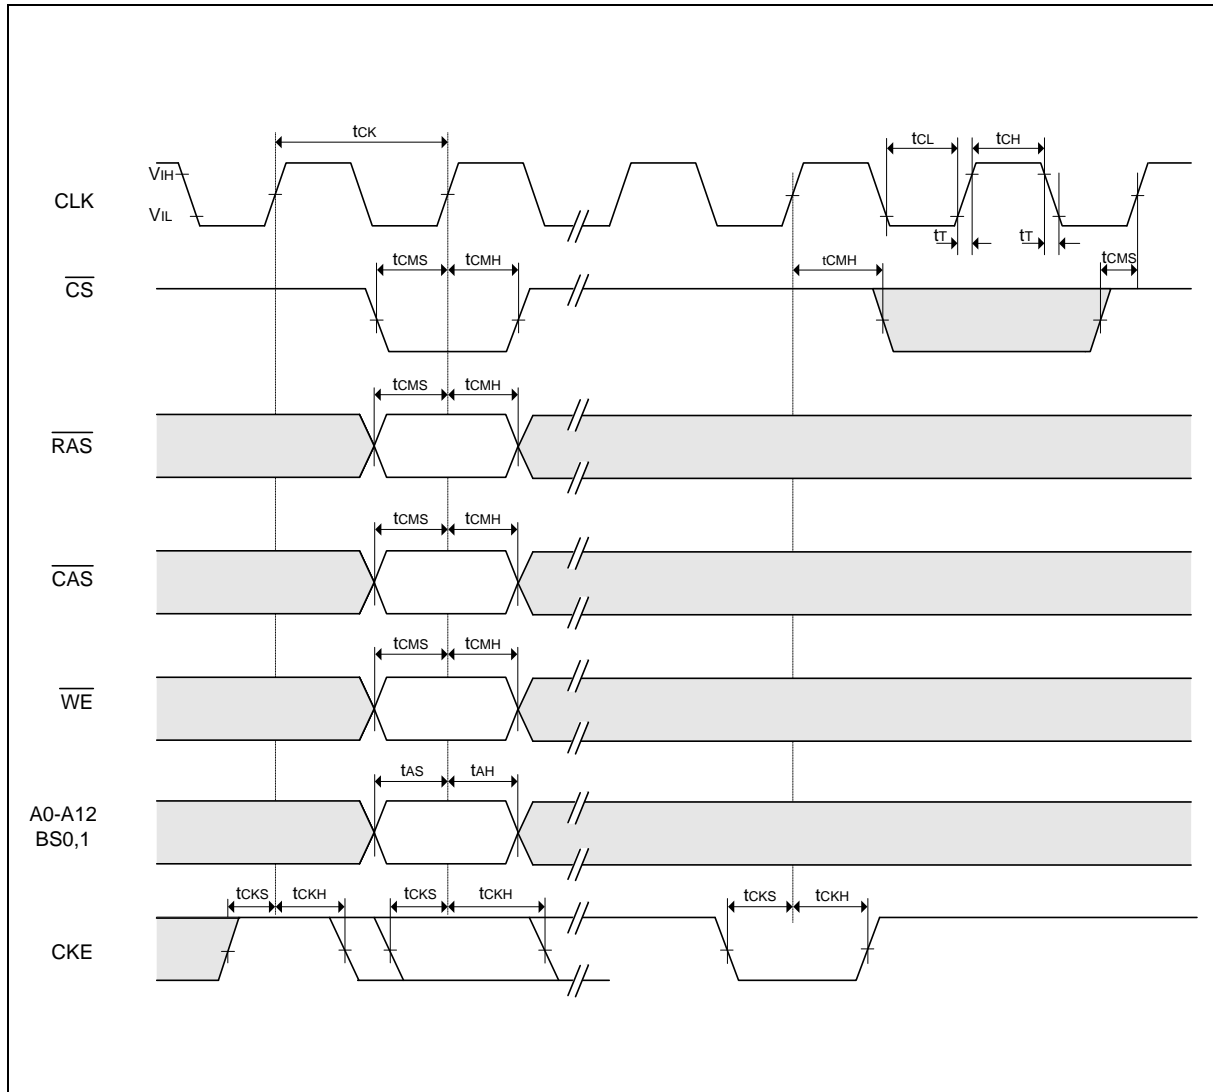 tCK
tCL
tCH
VIH
CLK
VIL
tT
tT
tCMS
tCMH
tCMH
tCMS
CS
tCMS
tCMH
RAS
tCMS
tCMH
CAS
tCMS
tCMH
WE
tAS
tAH
A0-A12
BS0,1
tCKS
tCKH
tCKS
tCKH
tCKS
tCKH
CKE